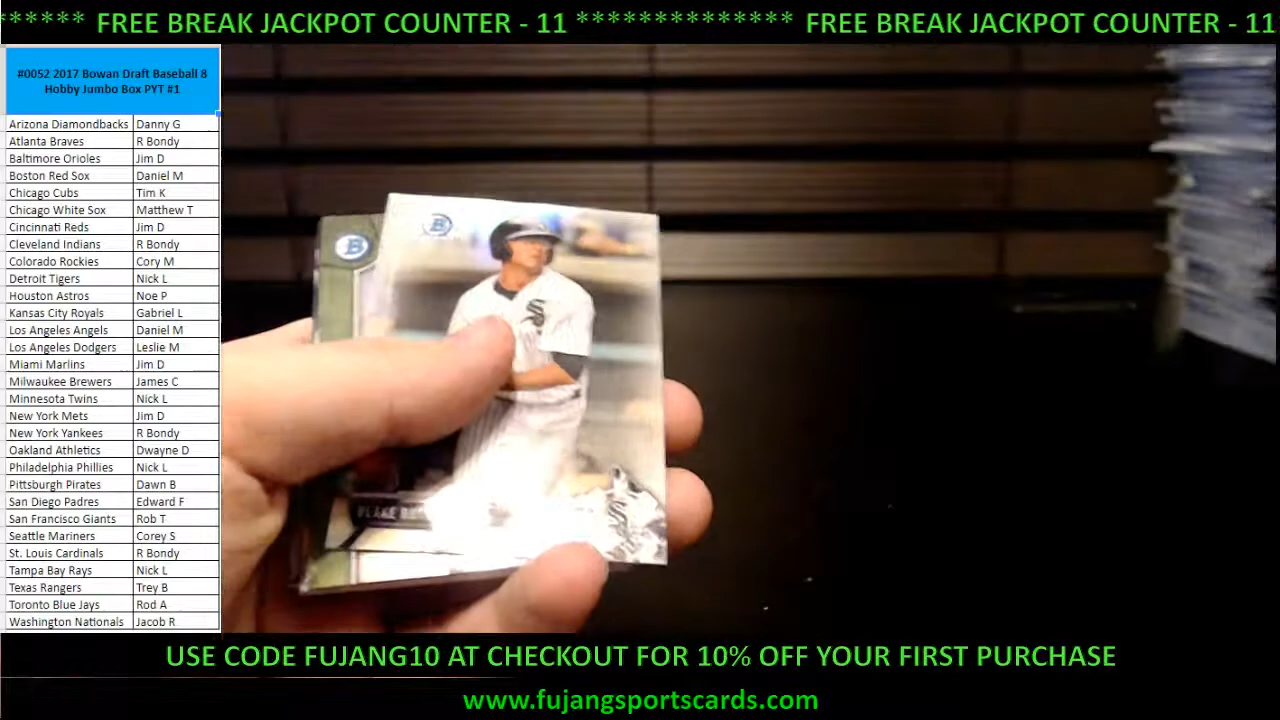 ****** FREE BREAK JACKPOT COUNTER - 11 ************** FREE BREAK JACKPOT COUNTER - 11
#0052 2017 Bowan Draft Baseball 8
Hobby Jumbo Box PYT #1
Arizona Diamondbacks Danny G
Atlanta Braves R Bondy
Baltimore Orioles Jim D
Boston Red Sox Daniel M
Chicago Cubs Tim K
Chicago White Sox Matthew T
Cincinnati Reds Jim D
Cleveland Indians R Bondy
Colorado Rockies Cory M
Detroit Tigers Nick L
Houston Astros Noe P
Kansas City Royals Gabriel L
Los Angeles Angels Daniel M
Los Angeles Dodgers Leslie M
Miami Marlins Jim D
Milwaukee Brewers James C
Minnesota Twins Nick L
New York Mets Jim D
New York Yankees R Bondy
Oakland Athletics Dwayne D
Philadelphia Phillies Nick L
Pittsburgh Pirates Dawn B
San Diego Padres Edward F
San Francisco Giants Rob T
Seattle Mariners Corey S
St. Louis Cardinals R Bondy
Tampa Bay Rays Nick L
Texas Rangers Trey B
Toronto Blue Jays Rod A
Washington Nationals Jacob R
B
B
Sox
BLAKE
Sox
USE CODE FUJANG10 AT CHECKOUT FOR 10% OFF YOUR FIRST PURCHASE
www.fujangsportscards.com